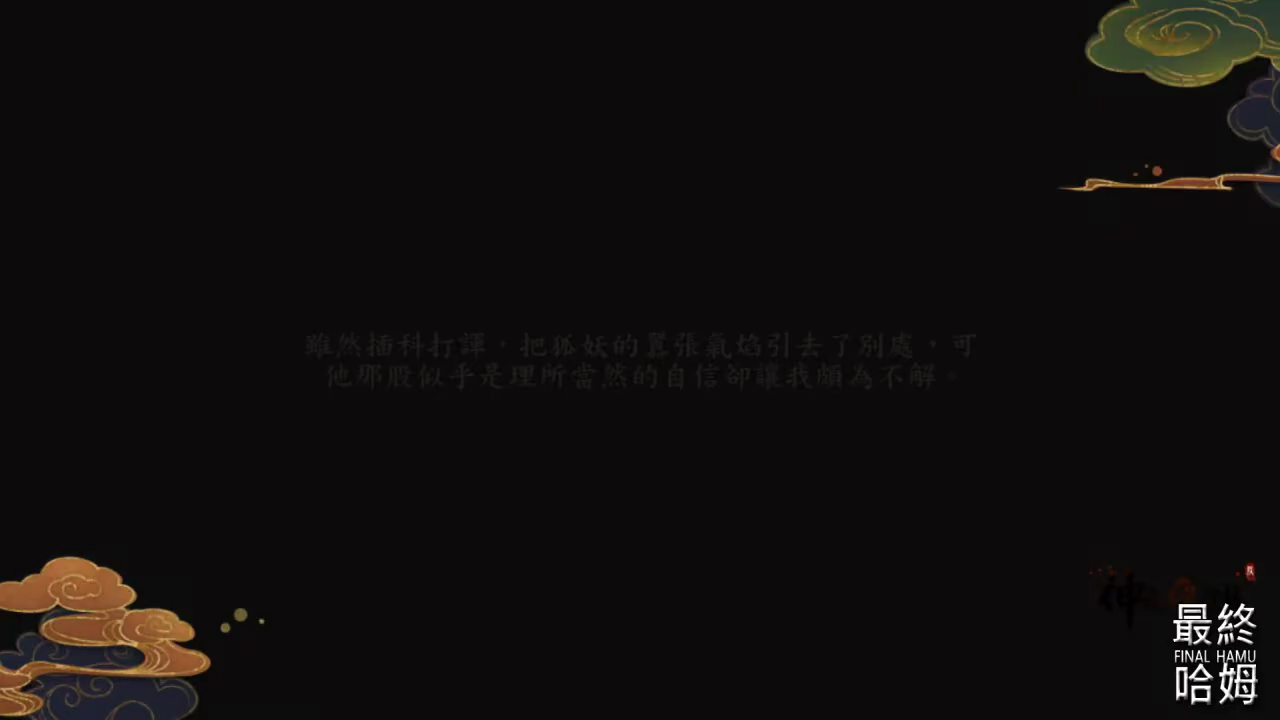 雖然插科打諢，把狐妖的囂張氣焰引去了別處，可
他那股似乎是理所當然的自信卻讓我頗為不解。
最終
FINAL HAMU
哈姆